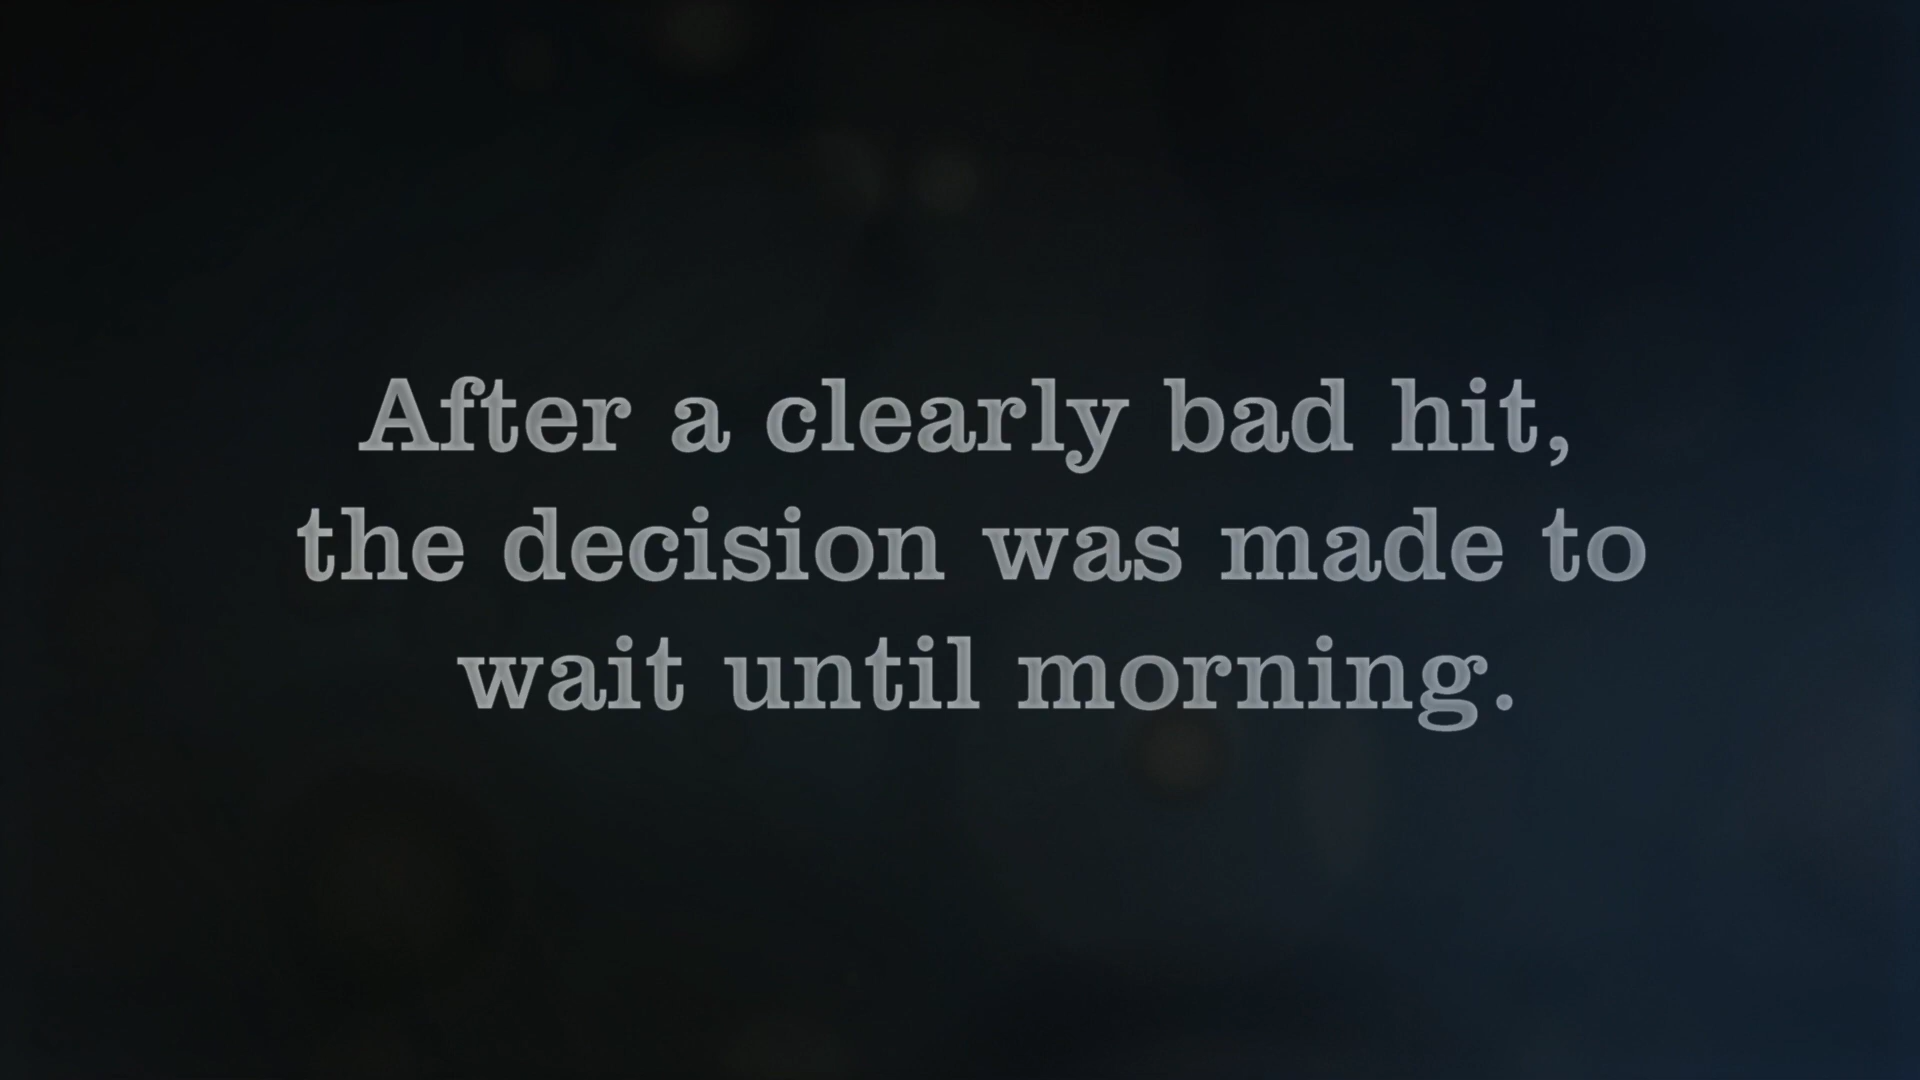 After a clearly bad hit,
the decision was made to
wait until morning.